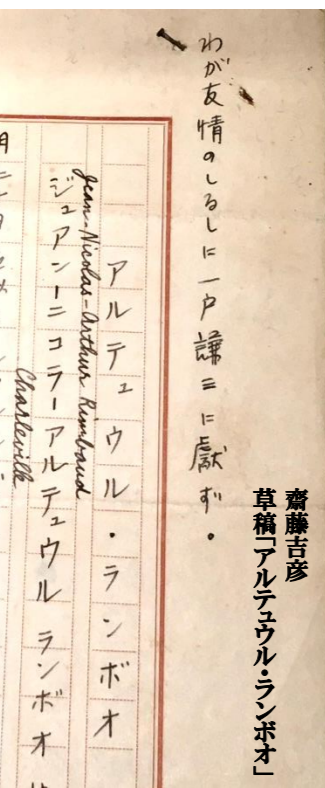 齋藤吉彦
草稿「アルテュウル・ランボオ」
わが友情のしるしに一戸謙三に獻ず。
アルテュウル・ランボオ
Jean-Nicolas-Arthur Rimbaud
ジュアン―ニコラ―アルテュウル ランボオ
Charleville